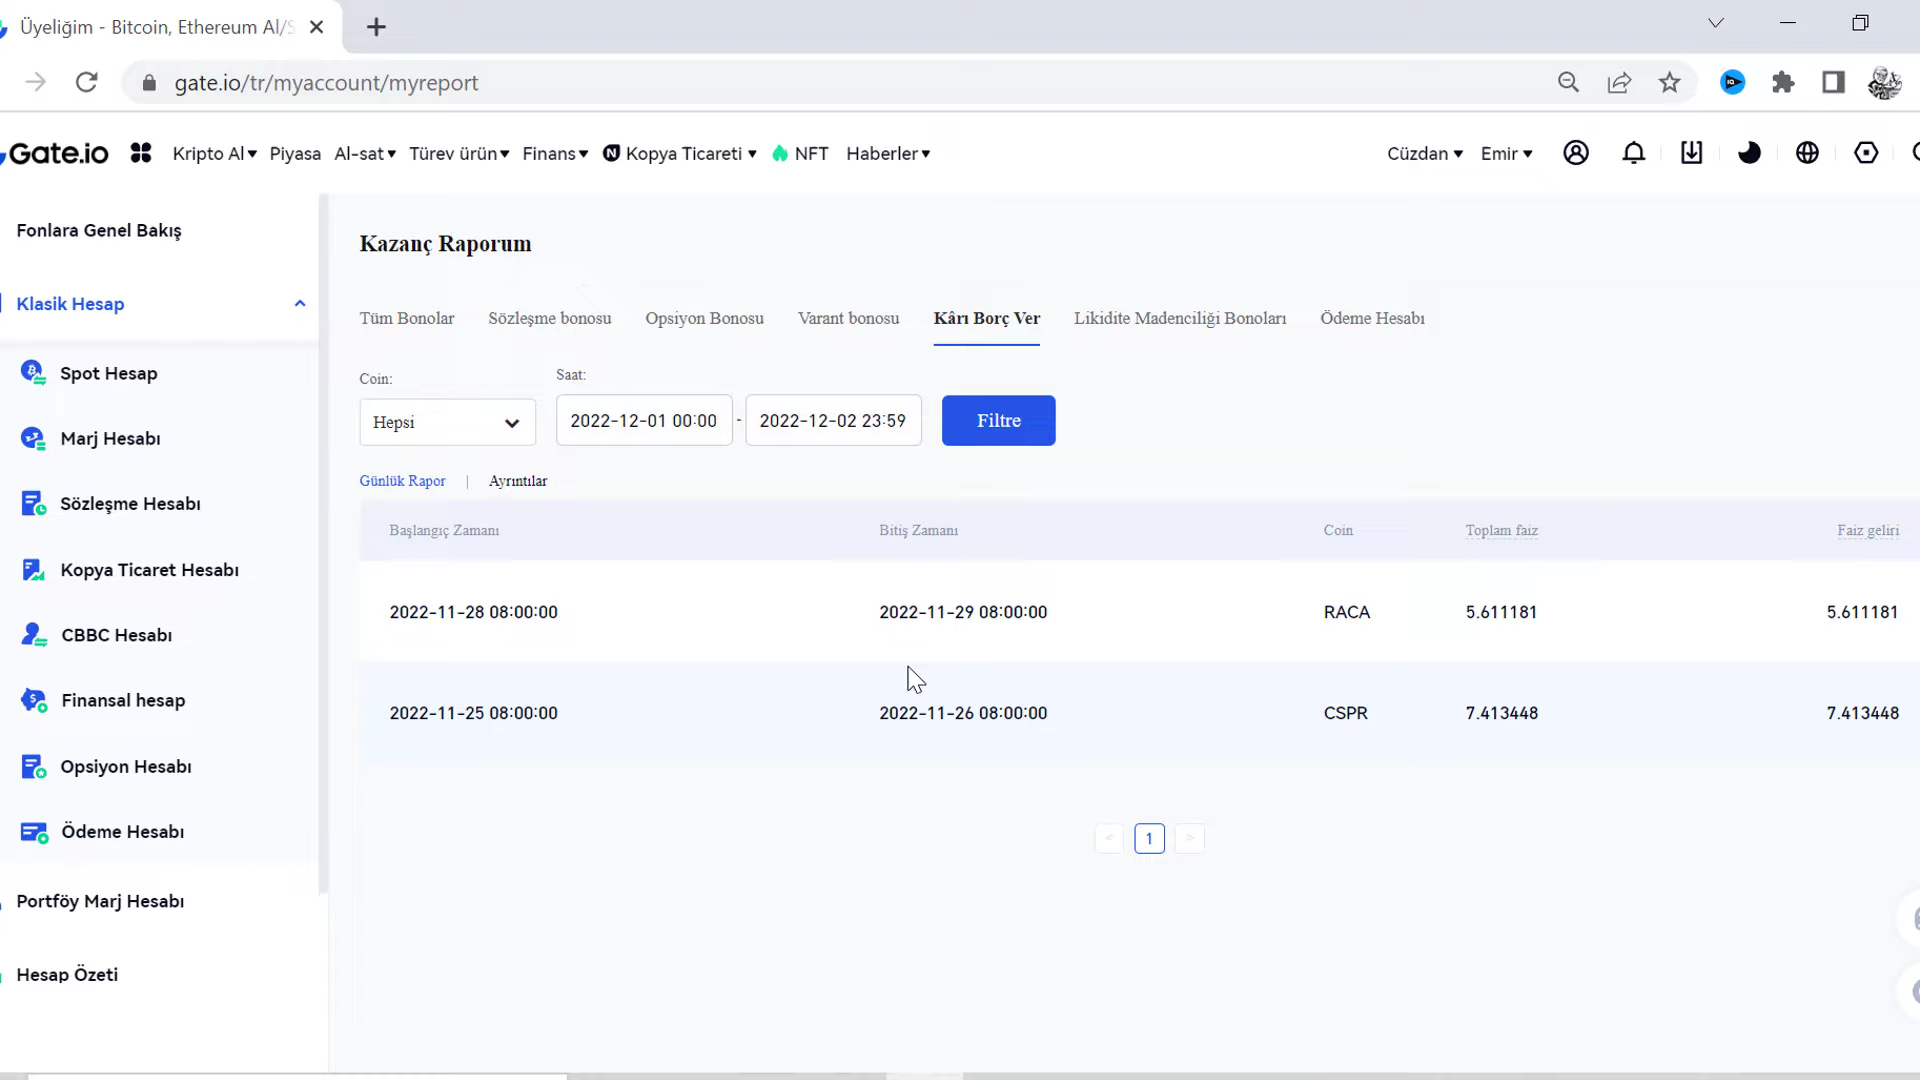 Üyeliğim - Bitcoin, Ethereum Al/S
gate.io/tr/myaccount/myreport
Gate.io Kripto Al Piyasa Al-sat Türev ürün Finans Kopya Ticareti NFT Haberler Cüzdan Emir
Fonlara Genel Bakış
Klasik Hesap
Spot Hesap
Marj Hesabı
Sözleşme Hesabı
Kopya Ticaret Hesabı
CBBC Hesabı
Finansal hesap
Opsiyon Hesabı
Ödeme Hesabı
Portföy Marj Hesabı
Hesap Özeti
Kazanç Raporum
Tüm Bonolar Sözleşme bonosu Opsiyon Bonosu Varant bonosu Kârı Borç Ver Likidite Madenciliği Bonoları Ödeme Hesabı
Coin: Saat:
Hepsi 2022-12-01 00:00 - 2022-12-02 23:59 Filtre
Günlük Rapor | Ayrıntılar
Başlangıç Zamanı Bitiş Zamanı Coin Toplam faiz Faiz geliri
2022-11-28 08:00:00 2022-11-29 08:00:00 RACA 5.611181 5.611181
2022-11-25 08:00:00 2022-11-26 08:00:00 CSPR 7.413448 7.413448
< 1 >